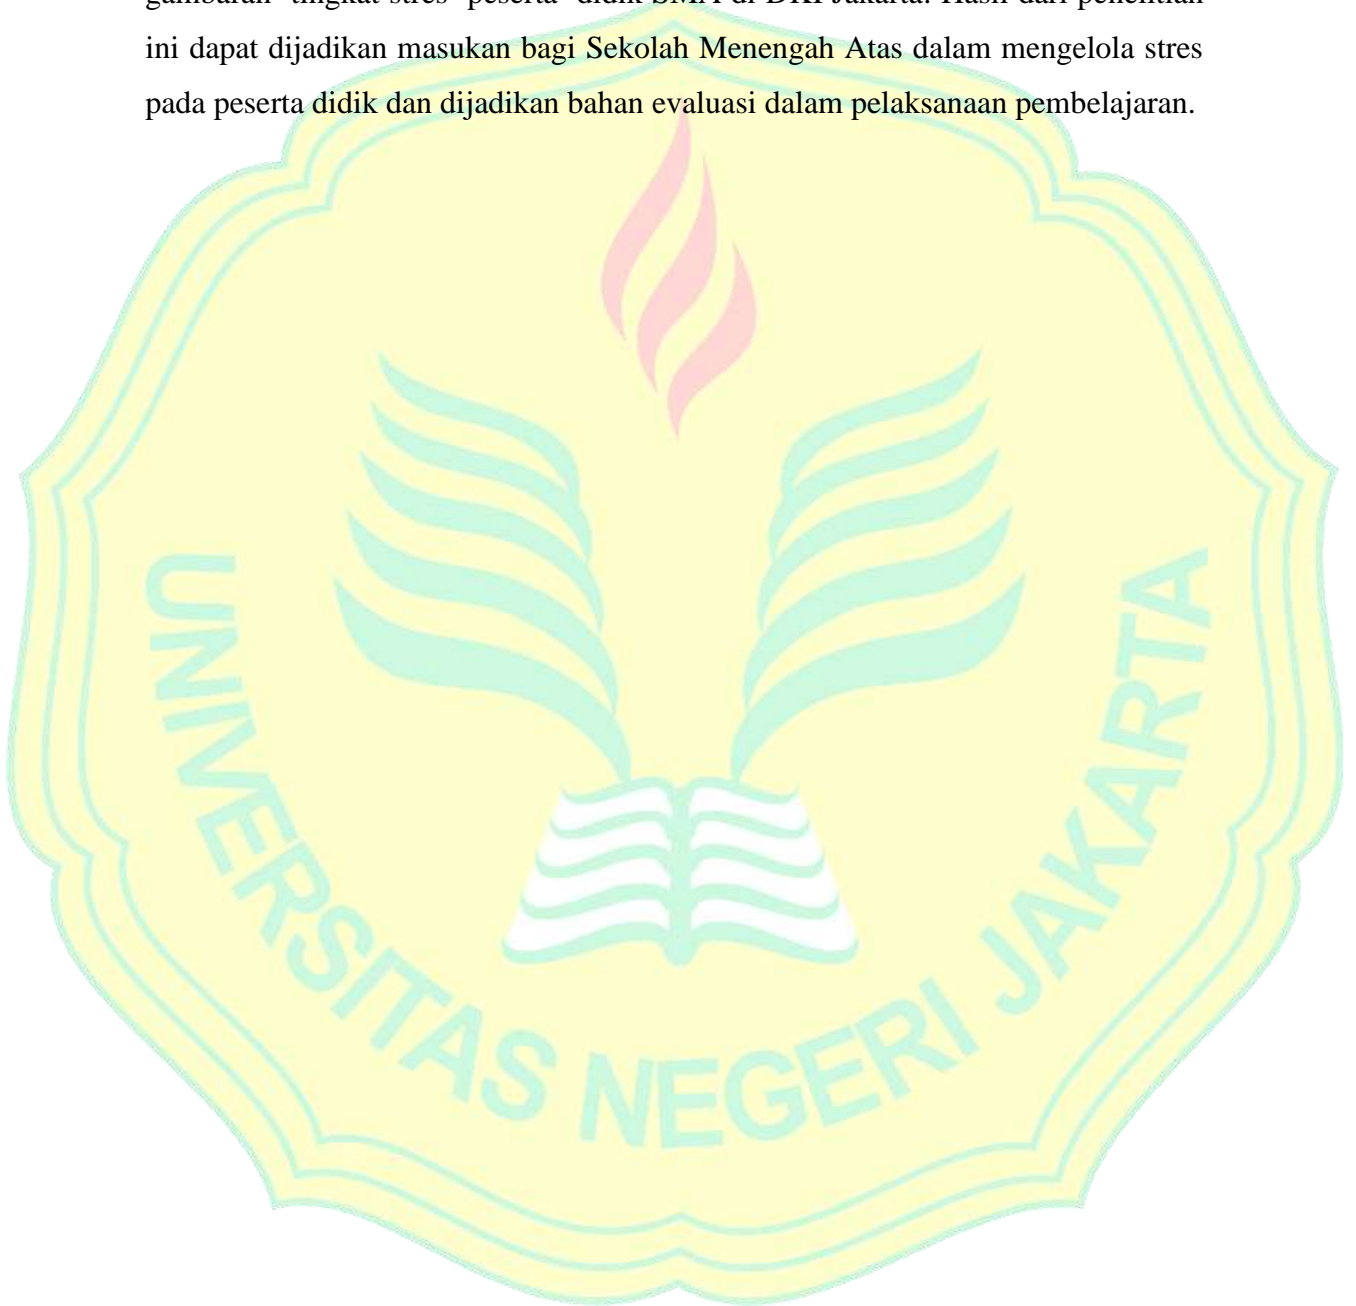 gambaran tingkat stres peserta didik SMA di DKI Jakarta. Hasil dari penelitian
ini dapat dijadikan masukan bagi Sekolah Menengah Atas dalam mengelola stres
pada peserta didik dan dijadikan bahan evaluasi dalam pelaksanaan pembelajaran.
UNIVERSITAS NEGERI JAKARTA